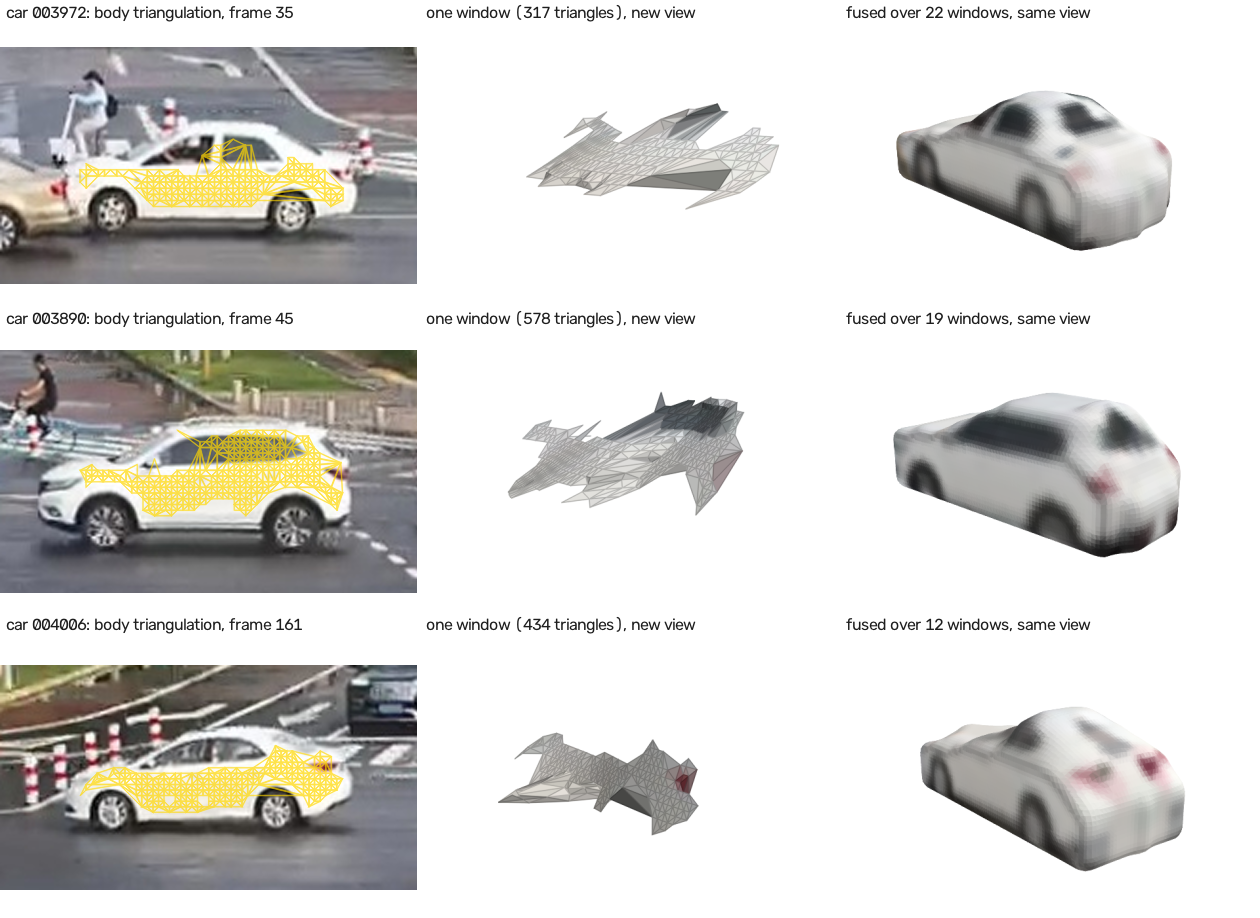 car 003972: body triangulation, frame 35
one window (317 triangles), new view
fused over 22 windows, same view
car 003890: body triangulation, frame 45
one window (578 triangles), new view
fused over 19 windows, same view
car 004006: body triangulation, frame 161
one window (434 triangles), new view
fused over 12 windows, same view